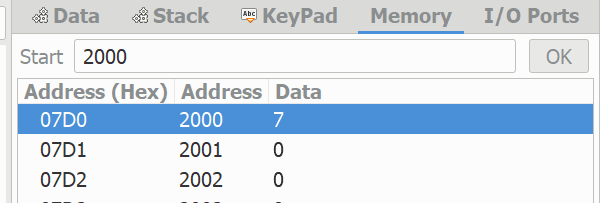 Data Stack KeyPad Memory I/O Ports
Start 2000 OK
Address (Hex) Address Data
07D0 2000 7
07D1 2001 0
07D2 2002 0